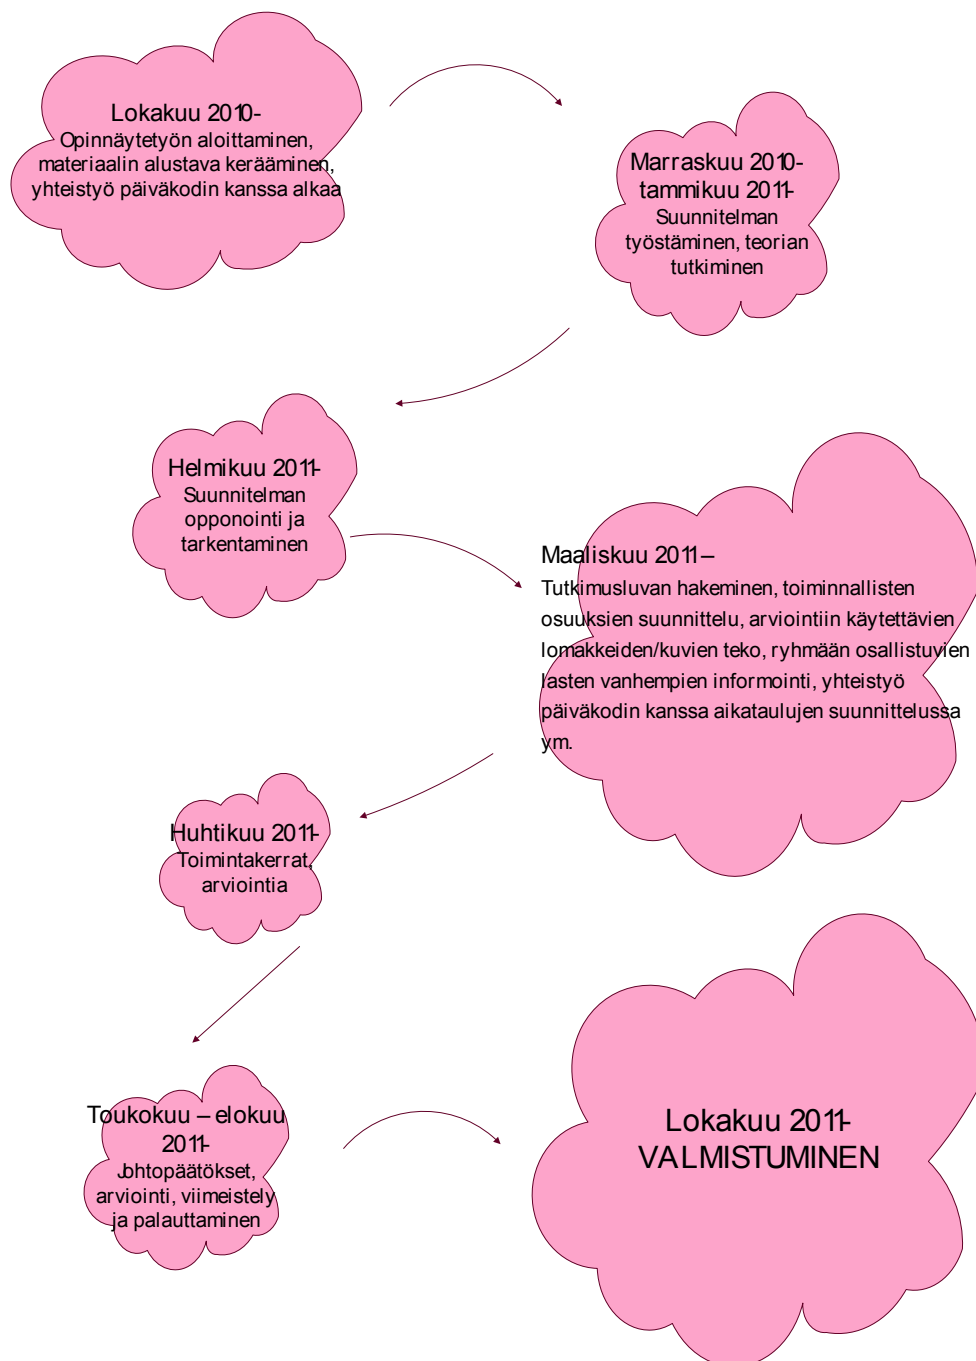 Lokakuu 2010-
Opinnäytetyön aloittaminen,
materiaalin alustava kerääminen,
yhteistyö päiväkodin kanssa alkaa
Marraskuu 2010-
tammikuu 2011-
Suunnitelman
työstäminen, teorian
tutkiminen
Helmikuu 2011-
Suunnitelman
opponointi ja
tarkentaminen
Maaliskuu 2011 –
Tutkimusluvan hakeminen, toiminnallisten
osuuksien suunnittelu, arviointiin käytettävien
lomakkeiden/kuvien teko, ryhmään osallistuvien
lasten vanhempien informointi, yhteistyö
päiväkodin kanssa aikataulujen suunnittelussa
ym.
Huhtikuu 2011-
Toimintakerrat,
arviointia
Toukokuu – elokuu
2011-
Johtopäätökset,
arviointi, viimeistely
ja palauttaminen
Lokakuu 2011-
VALMISTUMINEN